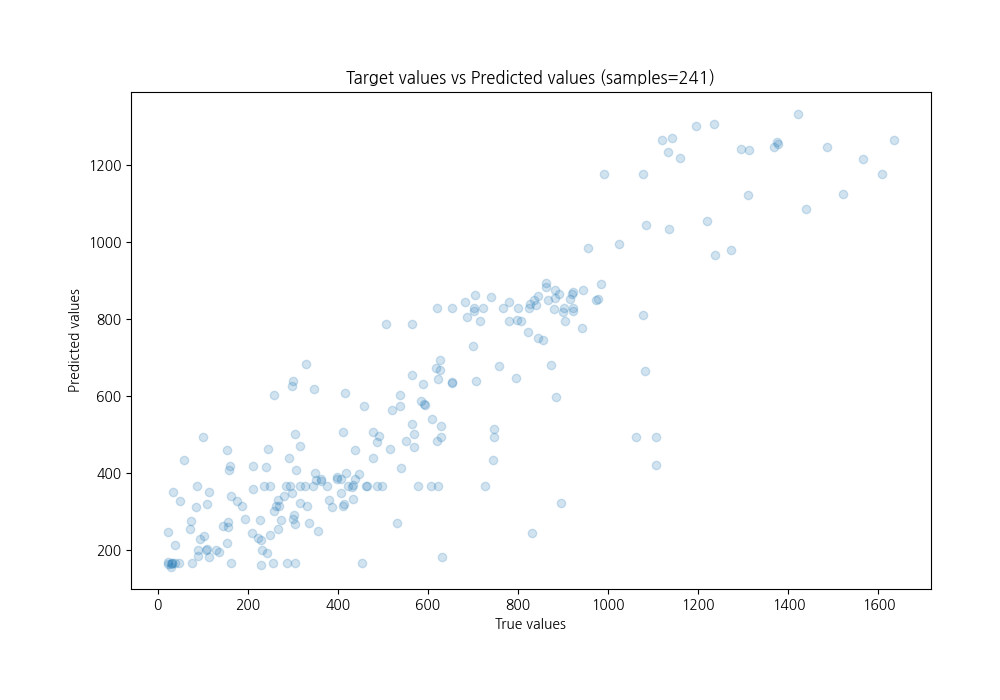 Target values vs Predicted values (samples=241)
Predicted values
1200
1000
800
600
400
200
0 200 400 600 800 1000 1200 1400 1600
True values